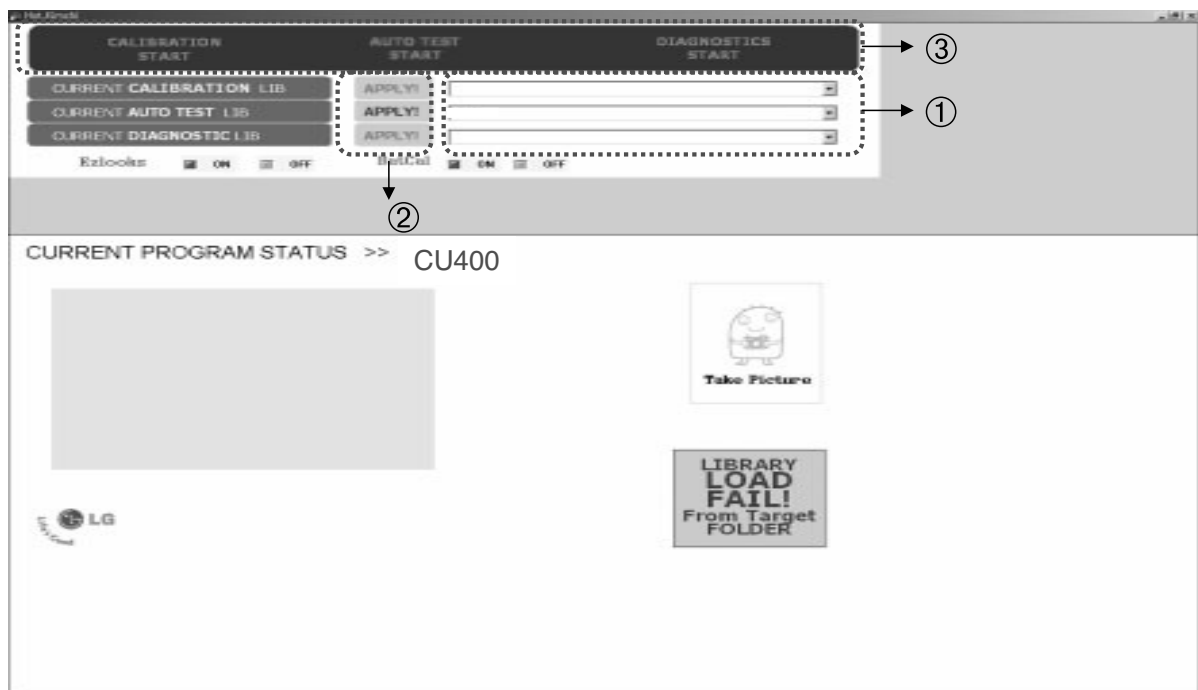 CALIBRATION START
AUTO TEST START
DIAGNOSTICS START
③
CURRENT CALIBRATION LIB APPLY!
CURRENT AUTO TEST LIB APPLY!
①
CURRENT DIAGNOSTIC LIB APPLY!
Ezlooks ON OFF
ON OFF
②
CURRENT PROGRAM STATUS >> CU400
Take Picture
LIBRARY
LOAD
FAIL!
From Target
FOLDER
LG